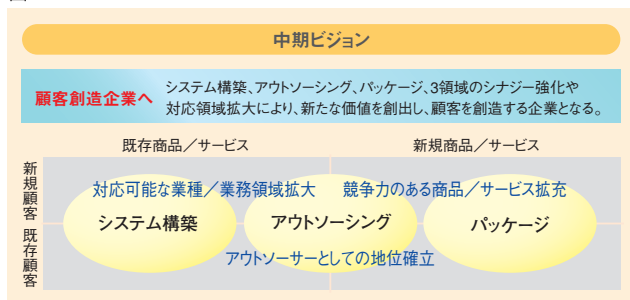 中期ビジョン
顧客創造企業へ
システム構築、アウトソーシング、パッケージ、3領域のシナジー強化や
対応領域拡大により、新たな価値を創出し、顧客を創造する企業となる。
既存商品／サービス
新規商品／サービス
新規顧客
既存顧客
対応可能な業種／業務領域拡大
競争力のある商品／サービス拡充
システム構築
アウトソーシング
パッケージ
アウトソーサーとしての地位確立